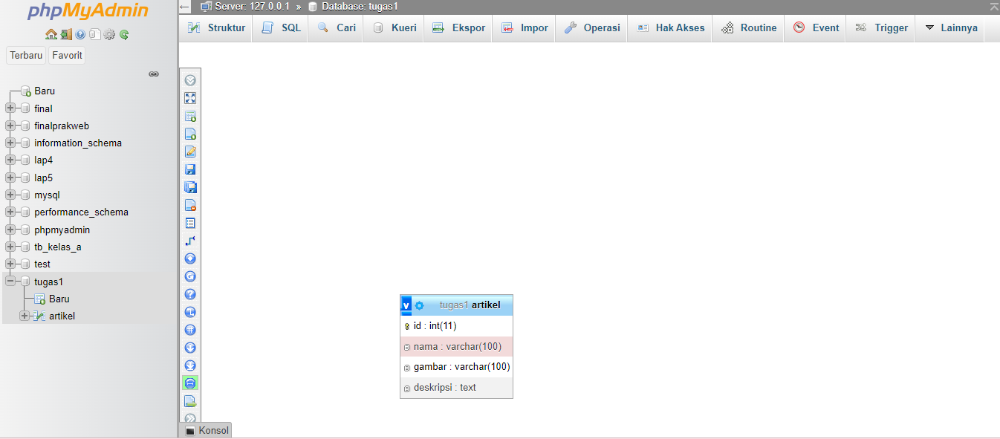 phpMyAdmin
Terbaru Favorit
Baru
final
finalprakweb
information_schema
lap4
lap5
mysql
performance_schema
phpmyadmin
tb_kelas_a
test
tugas1
Baru
artikel
Server: 127.0.0.1 » Database: tugas1
Struktur SQL Cari Kueri Ekspor Impor Operasi Hak Akses Routine Event Trigger Lainnya
v tugas1 artikel
id : int(11)
nama : varchar(100)
gambar : varchar(100)
deskripsi : text
Konsol